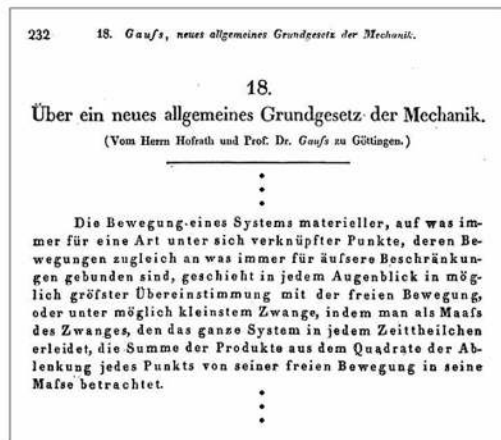 232 18. Gauſs, neues allgemeines Grundgesetz der Mechanik.
18.
Über ein neues allgemeines Grundgesetz der Mechanik.
(Vom Herrn Hofrath und Prof. Dr. Gauſs zu Göttingen.)
Die Bewegung eines Systems materieller, auf was im-
mer für eine Art unter sich verknüpfter Punkte, deren Be-
wegungen zugleich an was immer für äuſsere Beschränkun-
gen gebunden sind, geschieht in jedem Augenblick in mög-
lich gröſster Übereinstimmung mit der freien Bewegung,
oder unter möglich kleinstem Zwange, indem man als Maaſs
des Zwanges, den das ganze System in jedem Zeittheilchen
erleidet, die Summe der Produkte aus dem Quadrate der Ab-
lenkung jedes Punkts von seiner freien Bewegung in seine
Maſse betrachtet.